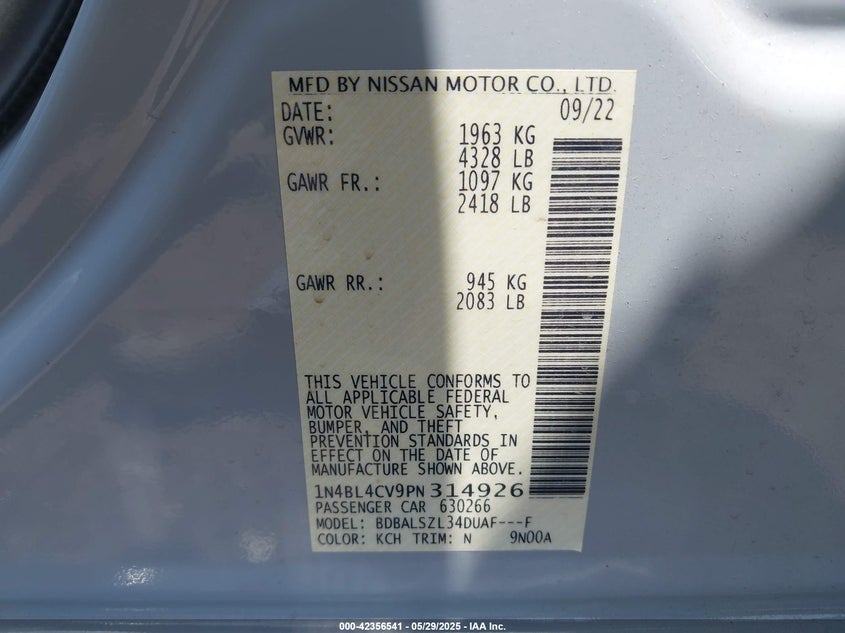 MFD BY NISSAN MOTOR CO., LTD.
DATE: 09/22
GVWR: 1963 KG
4328 LB
GAWR FR.: 1097 KG
2418 LB
GAWR RR.: 945 KG
2083 LB
THIS VEHICLE CONFORMS TO
ALL APPLICABLE FEDERAL
MOTOR VEHICLE SAFETY,
BUMPER, AND THEFT
PREVENTION STANDARDS IN
EFFECT ON THE DATE OF
MANUFACTURE SHOWN ABOVE.
1N4BL4CV9PN314926
PASSENGER CAR 630266
MODEL: BDBALSZL34DUAF---F
COLOR: KCH TRIM: N 9N00A
000-42356541 - 05/29/2025 - IAA Inc.